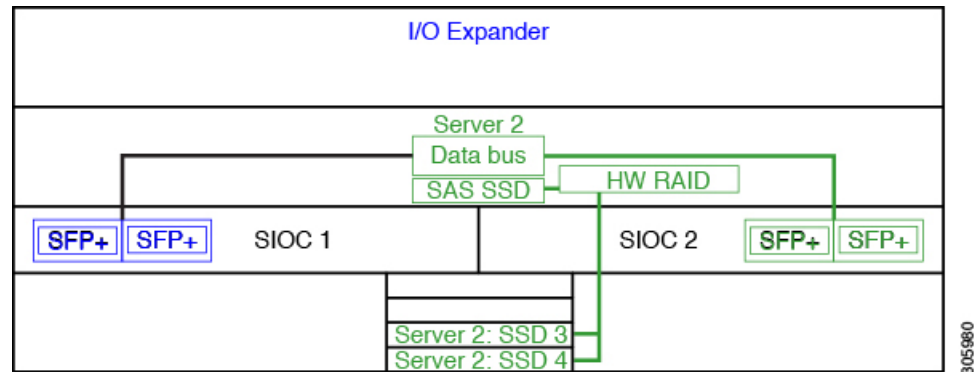 I/O Expander
Server 2
Data bus
SAS SSD
HW RAID
SFP+ SFP+ SIOC 1 SIOC 2 SFP+ SFP+
Server 2: SSD 3
Server 2: SSD 4
305980